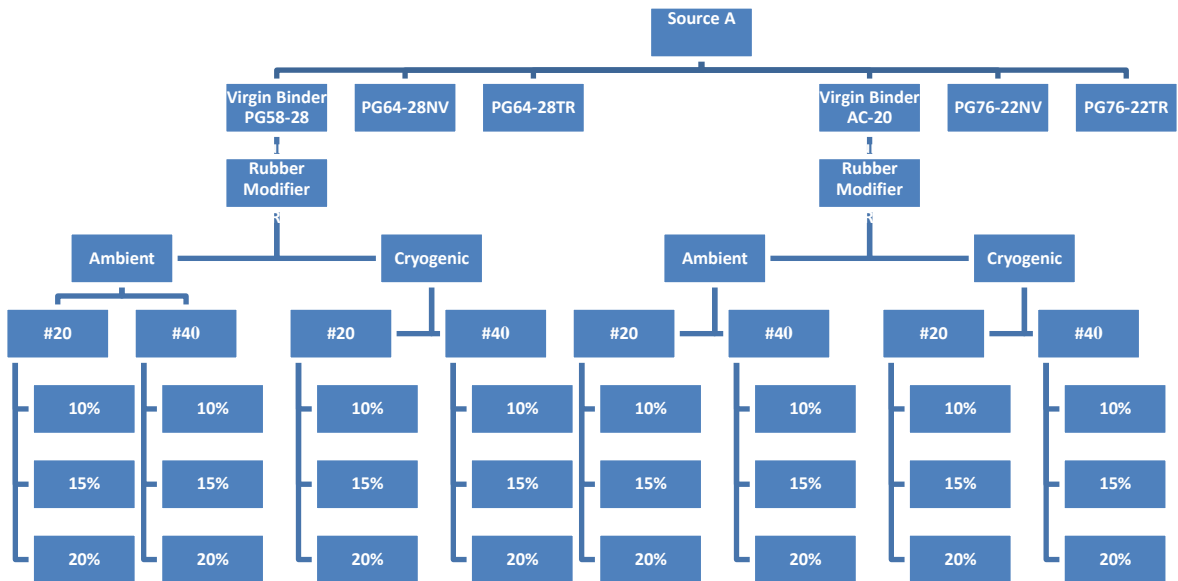 Source A
Virgin Binder
PG58-28
PG64-28NV
PG64-28TR
Virgin Binder
AC-20
PG76-22NV
PG76-22TR
Rubber
Modifier
Rubber
Modifier
R
R
Ambient
Cryogenic
Ambient
Cryogenic
#20
#40
#20
#40
#20
#40
#20
#40
10%
10%
10%
10%
10%
10%
10%
10%
15%
15%
15%
15%
15%
15%
15%
15%
20%
20%
20%
20%
20%
20%
20%
20%